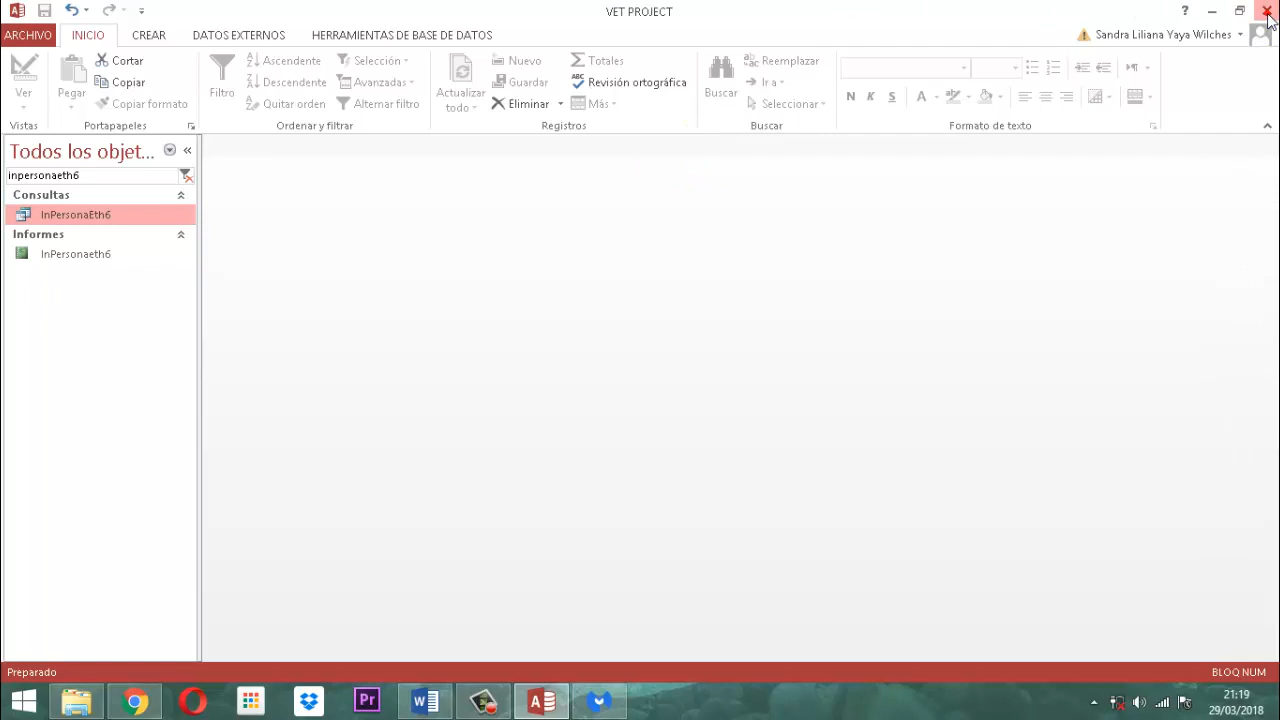 VET PROJECT
?
ARCHIVO INICIO CREAR DATOS EXTERNOS HERRAMIENTAS DE BASE DE DATOS
Sandra Liliana Yaya Wilches
Ver
Vistas
Pegar
Cortar
Copiar
Copiar formato
Portapapeles
Filtro
Ascendente
Descendente
Quitar orden
Selección
Avanzadas
Alternar filtro
Ordenar y filtrar
Actualizar
todo
Nuevo
Guardar
Eliminar
Totales
Revisión ortográfica
Más
Registros
Buscar
Reemplazar
Ir a
Seleccionar
Buscar
N K S
A
Formato de texto
Todos los objet...
inpersonaeth6
Consultas
InPersonaEth6
Informes
InPersonaeth6
Preparado
BLOQ NUM
Pr
21:19
29/03/2018